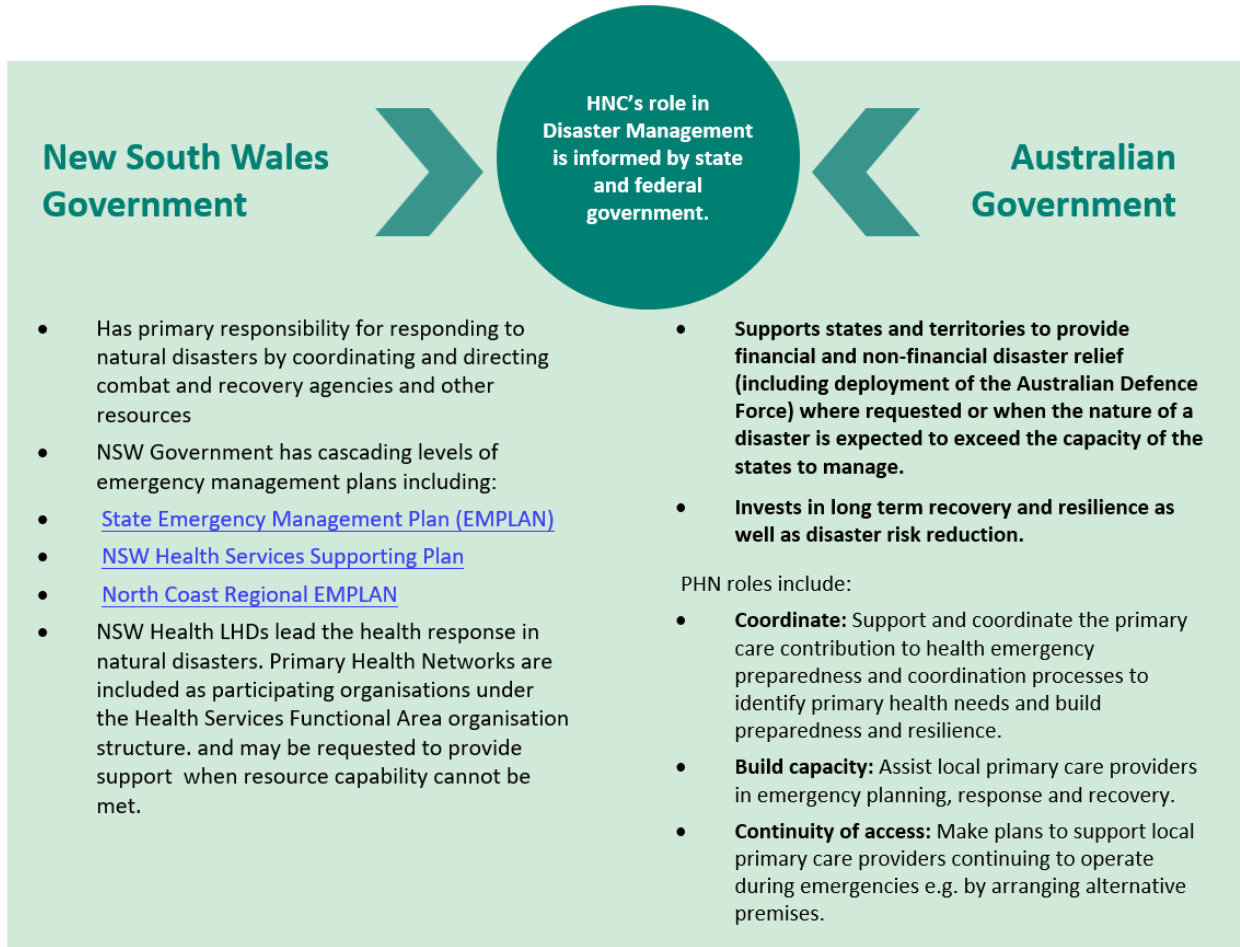 HNC's role in
Disaster Management
is informed by state
and federal
government.
New South Wales
Government
Australian
Government
• Has primary responsibility for responding to
natural disasters by coordinating and directing
combat and recovery agencies and other
resources
• NSW Government has cascading levels of
emergency management plans including:
• State Emergency Management Plan (EMPLAN)
• NSW Health Services Supporting Plan
• North Coast Regional EMPLAN
• NSW Health LHDs lead the health response in
natural disasters. Primary Health Networks are
included as participating organisations under
the Health Services Functional Area organisation
structure. and may be requested to provide
support  when resource capability cannot be
met.
• Supports states and territories to provide
financial and non-financial disaster relief
(including deployment of the Australian Defence
Force) where requested or when the nature of a
disaster is expected to exceed the capacity of the
states to manage.
• Invests in long term recovery and resilience as
well as disaster risk reduction.
PHN roles include:
• Coordinate: Support and coordinate the primary
care contribution to health emergency
preparedness and coordination processes to
identify primary health needs and build
preparedness and resilience.
• Build capacity: Assist local primary care providers
in emergency planning, response and recovery.
• Continuity of access: Make plans to support local
primary care providers continuing to operate
during emergencies e.g. by arranging alternative
premises.